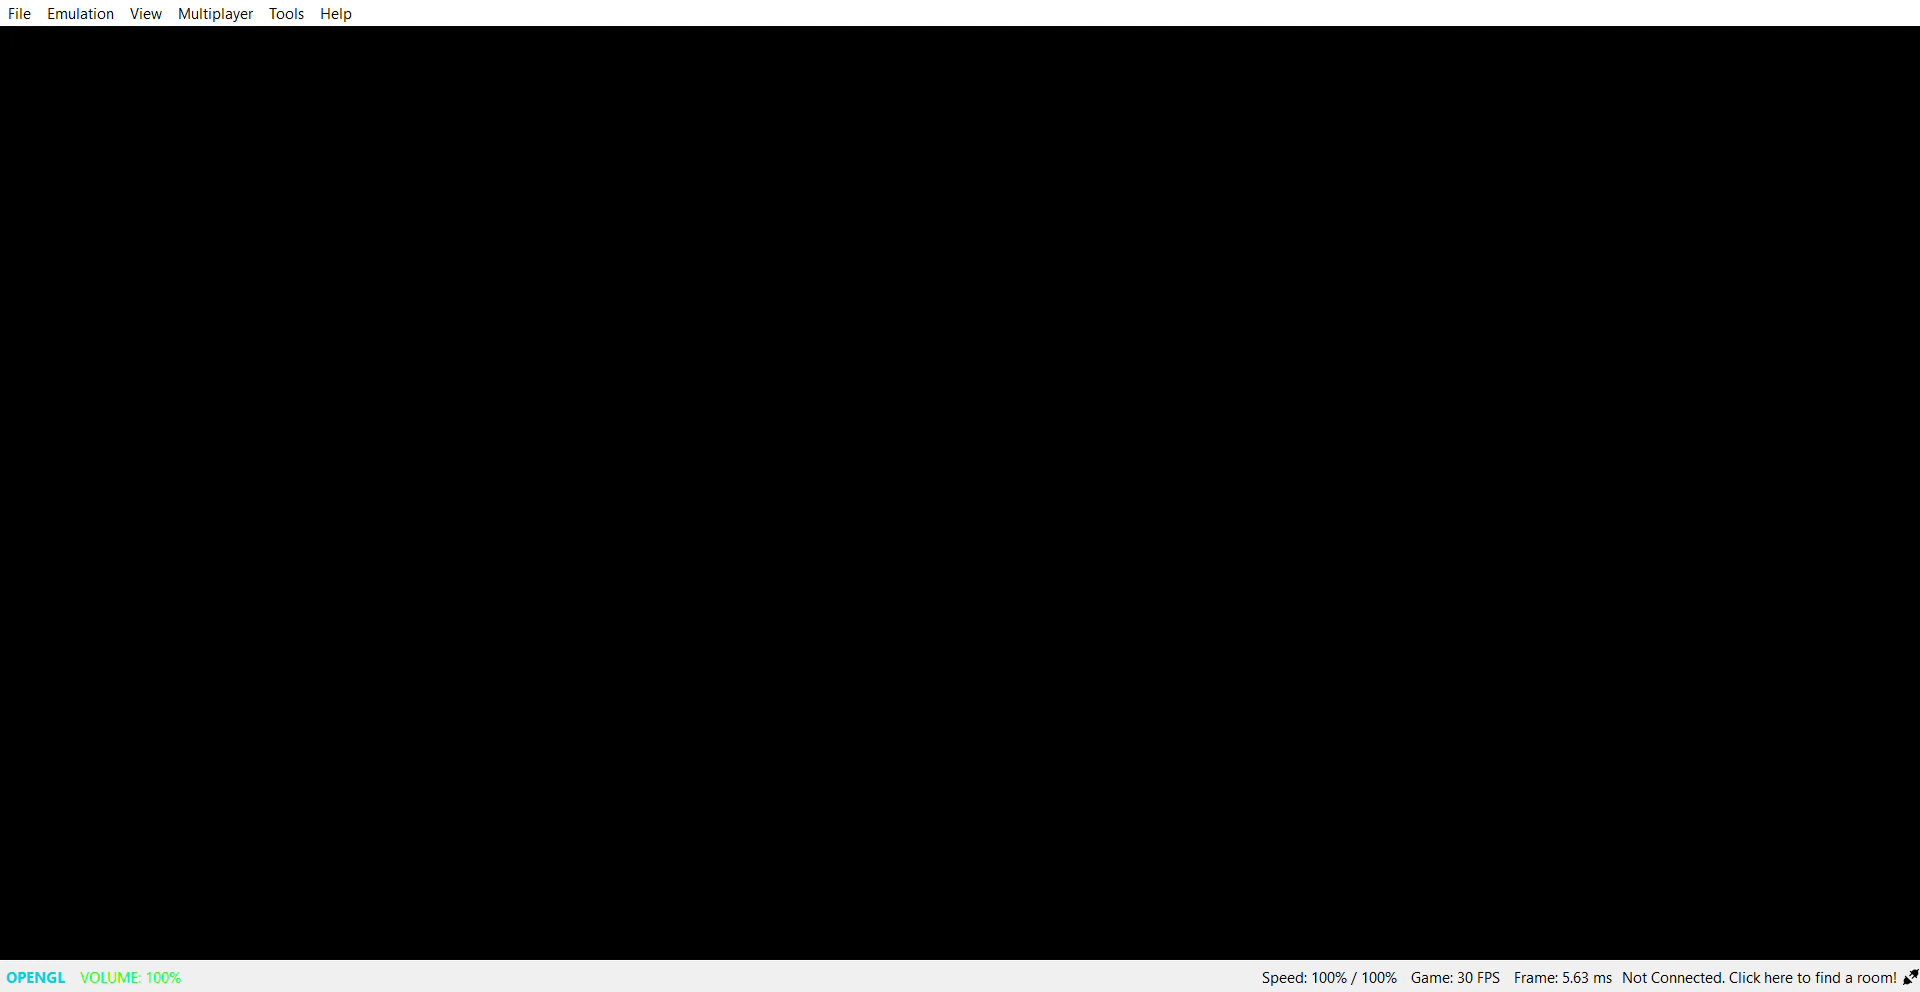 File Emulation View Multiplayer Tools Help
OPENGL VOLUME: 100% Speed: 100% / 100% Game: 30 FPS Frame: 5.63 ms Not Connected. Click here to find a room!